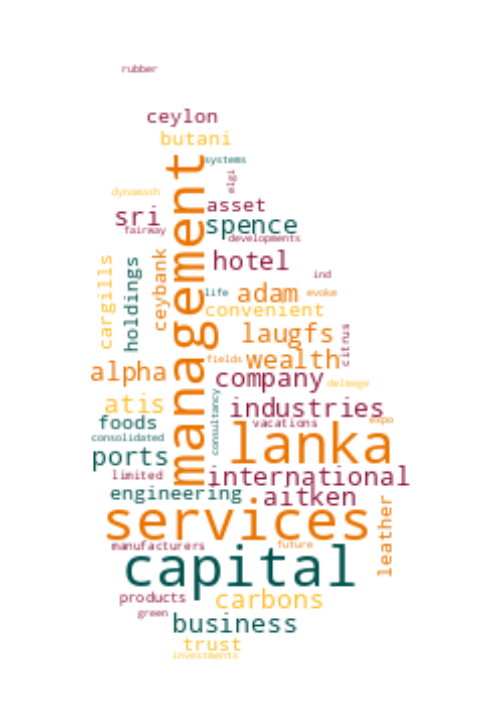 rubber
ceylon
butani
systems
management
elgi
dynawash
asset
sri
spence
fairway
developments
hotel
cargills
holdings
ceybank
ind
life
adam
evoke
convenient
laugfs
citrus
fields
wealth
alpha
company
delmege
consultancy
atis
industries
foods
vacations
expo
lanka
consolidated
ports
limited
international
engineering
aitken
leather
services
manufacturers
future
capital
products
carbons
green
business
trust
investments